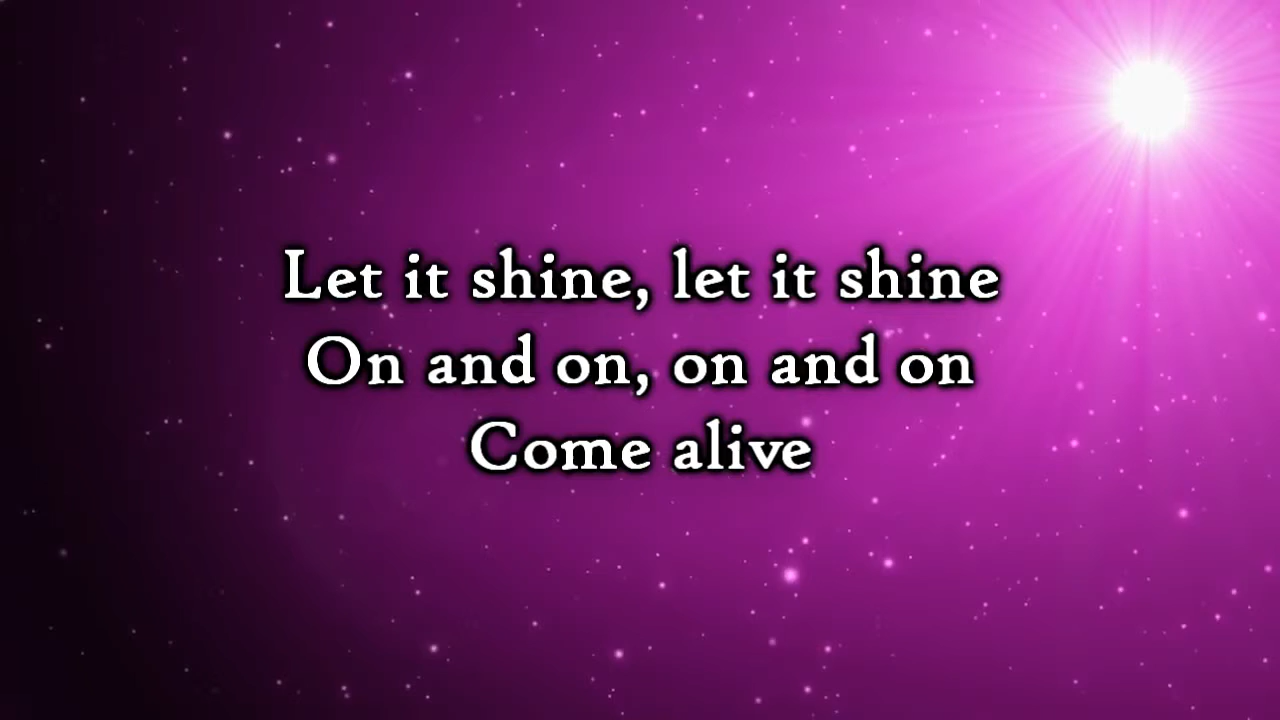 Let it shine, let it shine
On and on, on and on
Come alive